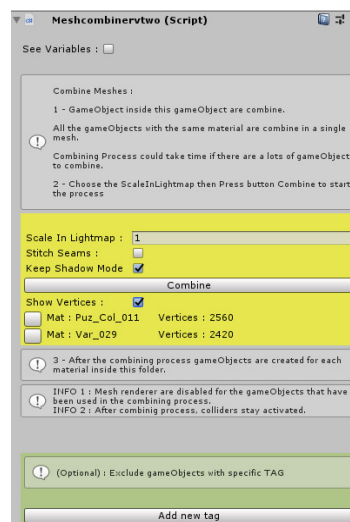 Meshcombinervtwo (Script)
See Variables :
Combine Meshes :
1 - GameObject inside this gameObject are combine.
All the gameObjects with the same material are combine in a single
mesh.
Combining Process could take time if there are a lots of gameObject
to combine.
2 - Choose the ScaleInLightmap then Press button Combine to start
the process
Scale In Lightmap : 1
Stitch Seams :
Keep Shadow Mode
Combine
Show Vertices :
Mat : Puz_Col_011 Vertices : 2560
Mat : Var_029 Vertices : 2420
3 - After the combining process gameObjects are created for each
material inside this folder.
INFO 1 : Mesh renderer are disabled for the gameObjects that have
been used in the combining process.
INFO 2 : After combinig process, colliders stay activated.
(Optional) : Exclude gameObjects with specific TAG
Add new tag